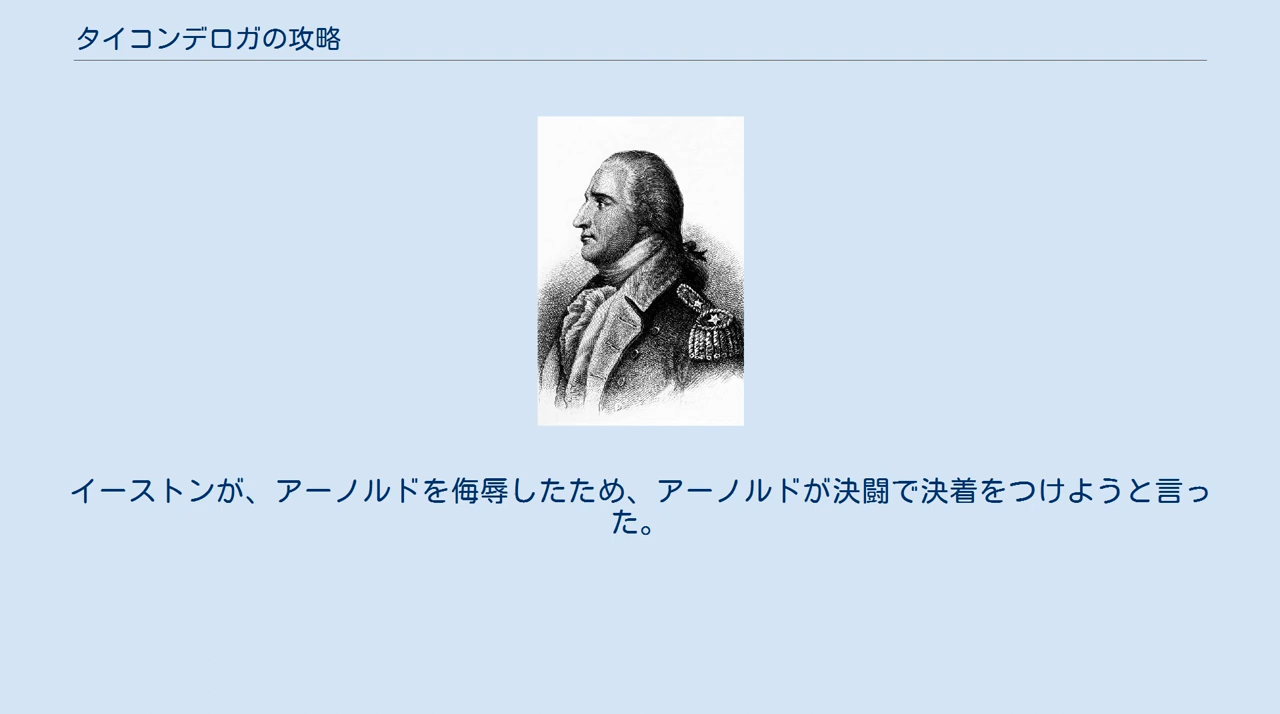 タイコンデロガの攻略
イーストンが、アーノルドを侮辱したため、アーノルドが決闘で決着をつけようと言っ
た。